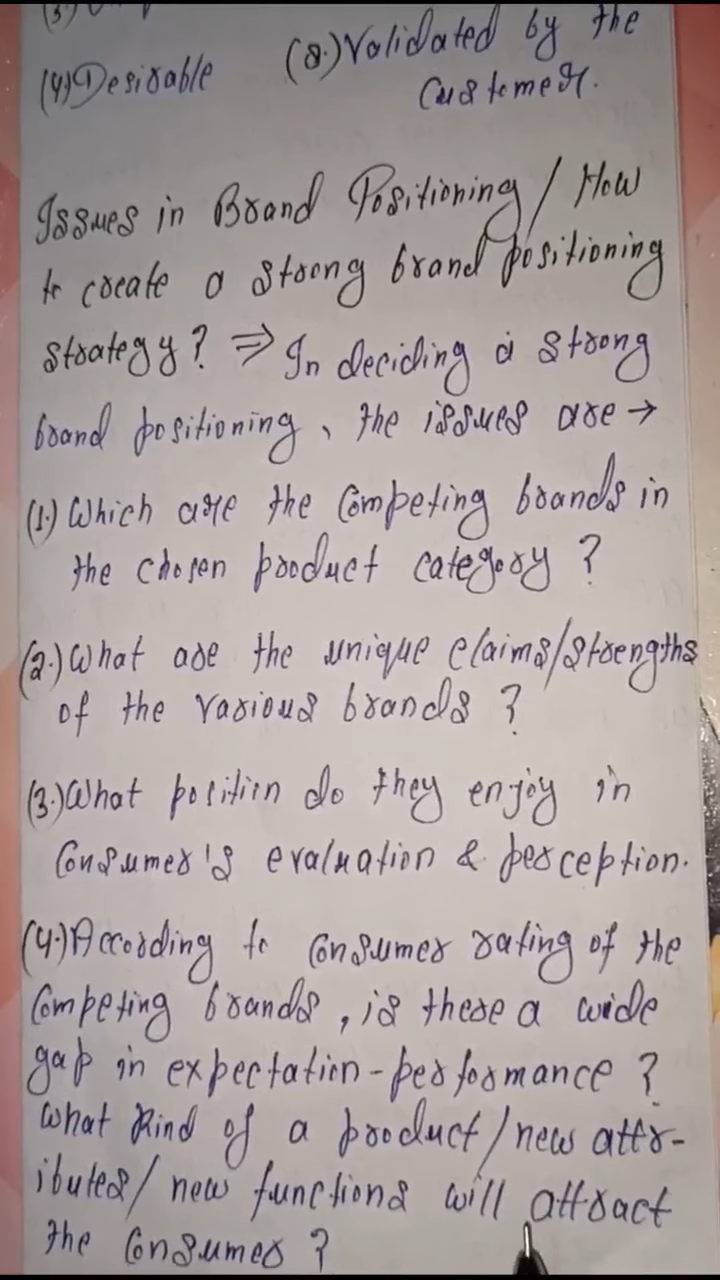 (4) Desirable (8.) Validated by the
Customer.
Issues in Brand Positioning / How
to create a strong brand positioning
strategy? ⇒ In deciding a strong
brand positioning, the issues are →
(1.) Which are the competing brands in
the chosen product category ?
(2.) What are the unique claims/strengths
of the various brands ?
(3.) What position do they enjoy in
Consumer's evaluation & perception.
(4.) According to Consumer rating of the
Competing brands, is there a wide
gap in expectation-performance ?
What kind of a product/new attr-
ibutes/ new functions will attract
the Consumer ?